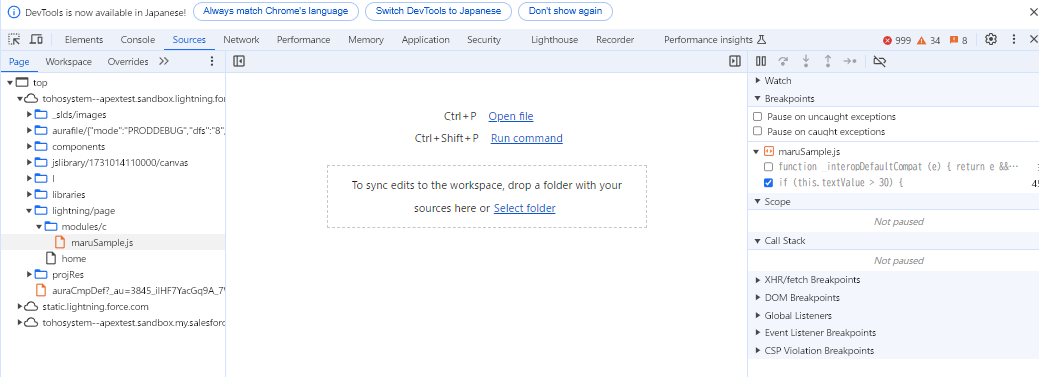 DevTools is now available in Japanese! Always match Chrome's language Switch DevTools to Japanese Don't show again
Elements Console Sources Network Performance Memory Application Security Lighthouse Recorder Performance insights 999 34 8
Page Workspace Overrides
top
tohosystem--apextest.sandbox.lightning.for
_slds/images
aurafile/{"mode":"PRODDEBUG","dfs":"8",
components
jslibrary/1731014110000/canvas
l
libraries
lightning/page
modules/c
maruSample.js
home
projRes
auraCmpDef?_au=3845_ilHF7YacGq9A_7
static.lightning.force.com
tohosystem--apextest.sandbox.my.salesforc
Ctrl + P Open file
Ctrl + Shift + P Run command
To sync edits to the workspace, drop a folder with your
sources here or Select folder
Watch
Breakpoints
Pause on uncaught exceptions
Pause on caught exceptions
maruSample.js
function _interopDefaultCompat (e) { return e &&…
if (this.textValue > 30) {
Scope
Not paused
Call Stack
Not paused
XHR/fetch Breakpoints
DOM Breakpoints
Global Listeners
Event Listener Breakpoints
CSP Violation Breakpoints